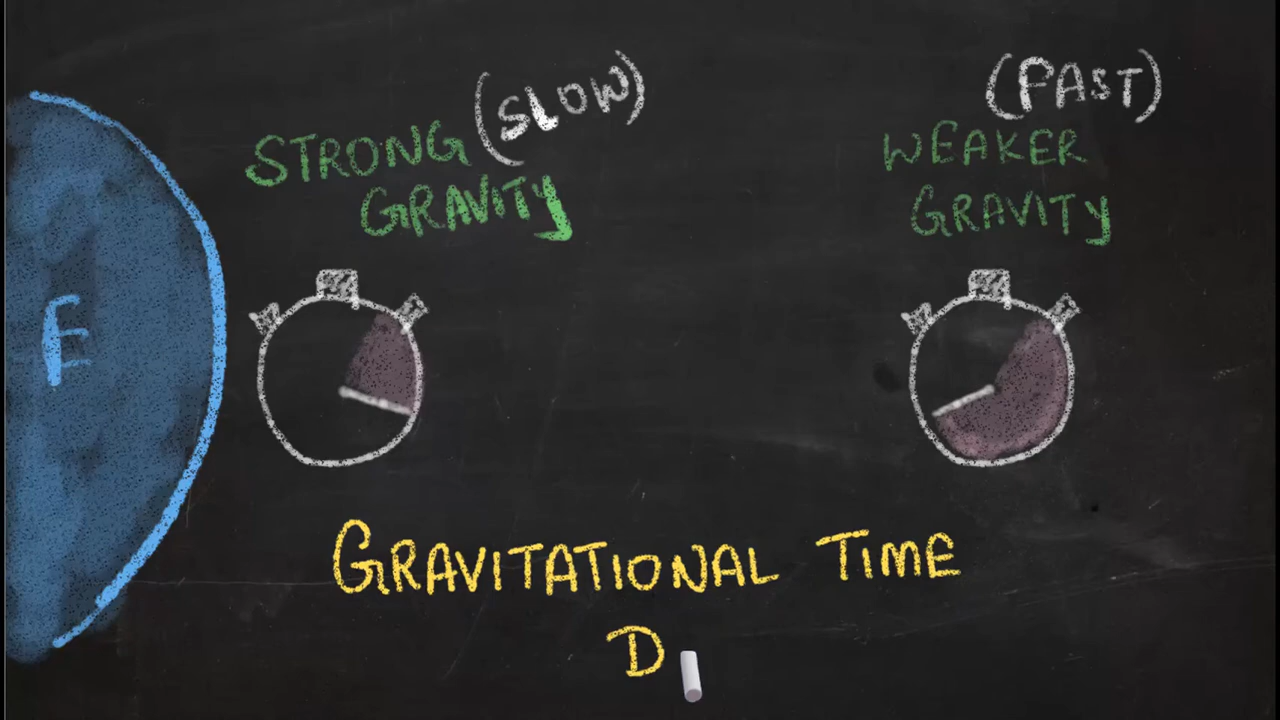 (SLOW)
STRONG
GRAVITY
(FAST)
WEAKER
GRAVITY
E
GRAVITATIONAL TIME
D